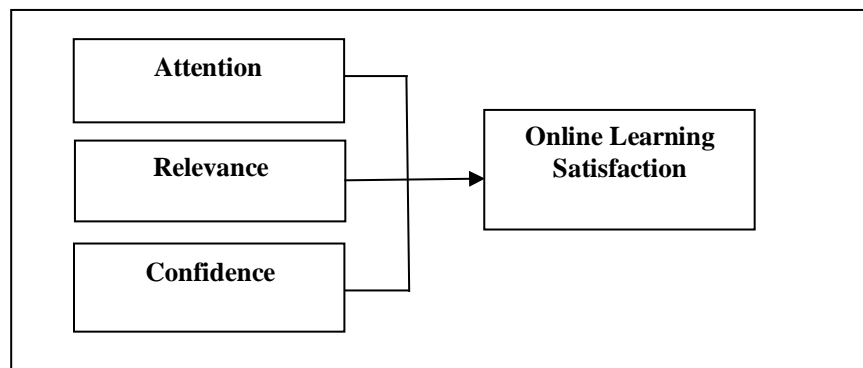 Attention
Relevance
Confidence
Online Learning
Satisfaction